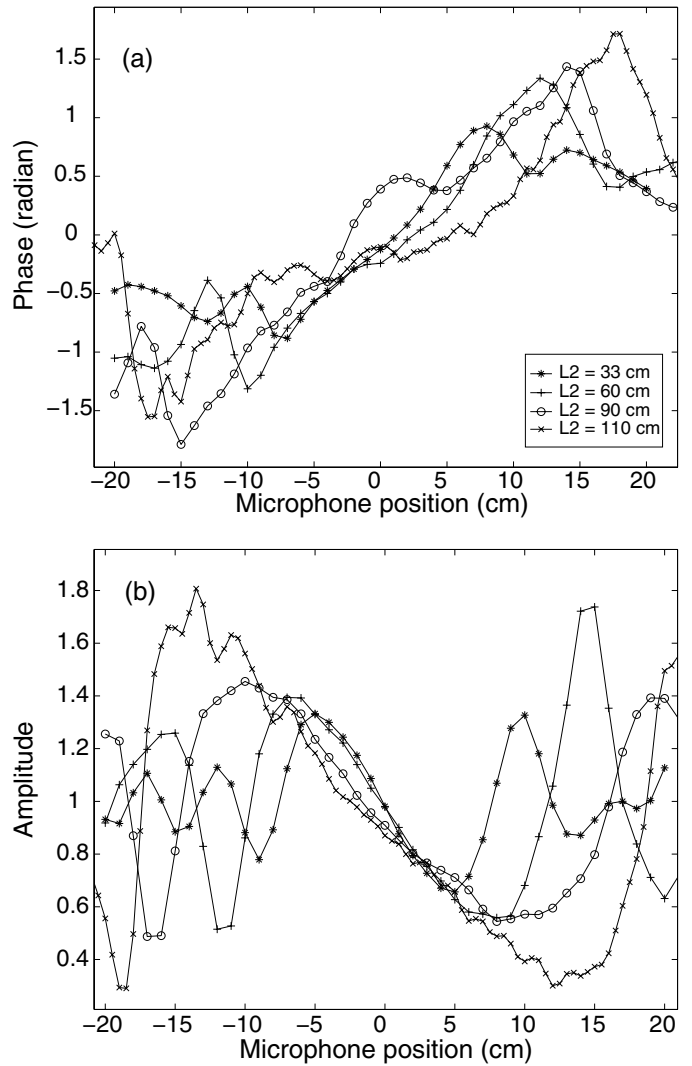 (a)
1.5
1
0.5
0
−0.5
−1
−1.5
Phase (radian)
L2 = 33 cm
L2 = 60 cm
L2 = 90 cm
L2 = 110 cm
−20 −15 −10 −5 0 5 10 15 20
Microphone position (cm)
(b)
1.8
1.6
1.4
1.2
1
0.8
0.6
0.4
Amplitude
−20 −15 −10 −5 0 5 10 15 20
Microphone position (cm)